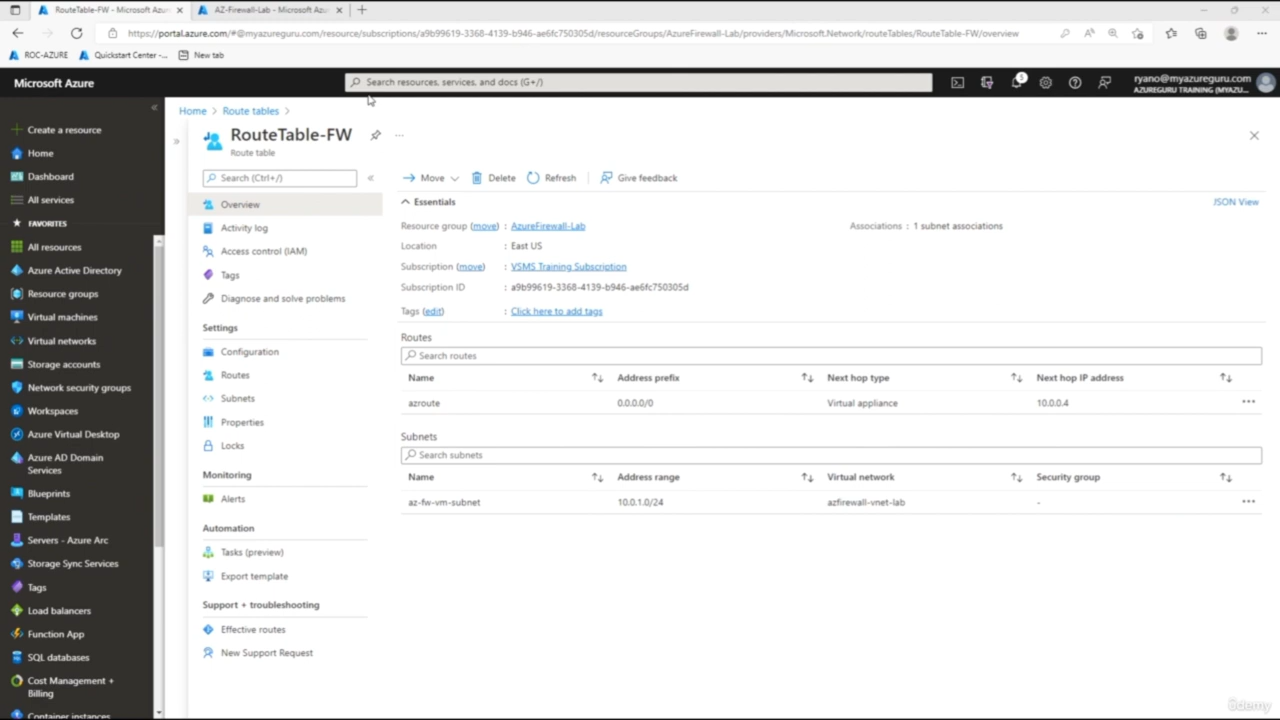 RouteTable-FW - Microsoft Azure
AZ-Firewall-Lab - Microsoft Azu
https://portal.azure.com/#@myazureguru.com/resource/subscriptions/a9b99619-3368-4139-b946-ae6fc750305d/resourceGroups/AzureFirewall-Lab/providers/Microsoft.Network/routeTables/RouteTable-FW/overview
ROC-AZURE
Quickstart Center -...
New tab
Microsoft Azure
Search resources, services, and docs (G+/)
ryano@myazureguru.com
AZUREGURU TRAINING (MYAZU...
Create a resource
Home
Dashboard
All services
FAVORITES
All resources
Azure Active Directory
Resource groups
Virtual machines
Virtual networks
Storage accounts
Network security groups
Workspaces
Azure Virtual Desktop
Azure AD Domain
Services
Blueprints
Templates
Servers - Azure Arc
Storage Sync Services
Tags
Load balancers
Function App
SQL databases
Cost Management +
Billing
Container instances
Home > Route tables >
RouteTable-FW
Route table
Search (Ctrl+/)
Overview
Activity log
Access control (IAM)
Tags
Diagnose and solve problems
Settings
Configuration
Routes
Subnets
Properties
Locks
Monitoring
Alerts
Automation
Tasks (preview)
Export template
Support + troubleshooting
Effective routes
New Support Request
Move Delete Refresh Give feedback
Essentials JSON View
Resource group (move) : AzureFirewall-Lab Associations : 1 subnet associations
Location : East US
Subscription (move) : VSMS Training Subscription
Subscription ID : a9b99619-3368-4139-b946-ae6fc750305d
Tags (edit) : Click here to add tags
Routes
Search routes
Name Address prefix Next hop type Next hop IP address
azroute 0.0.0.0/0 Virtual appliance 10.0.0.4
Subnets
Search subnets
Name Address range Virtual network Security group
az-fw-vm-subnet 10.0.1.0/24 azfirewall-vnet-lab -
ûdemy